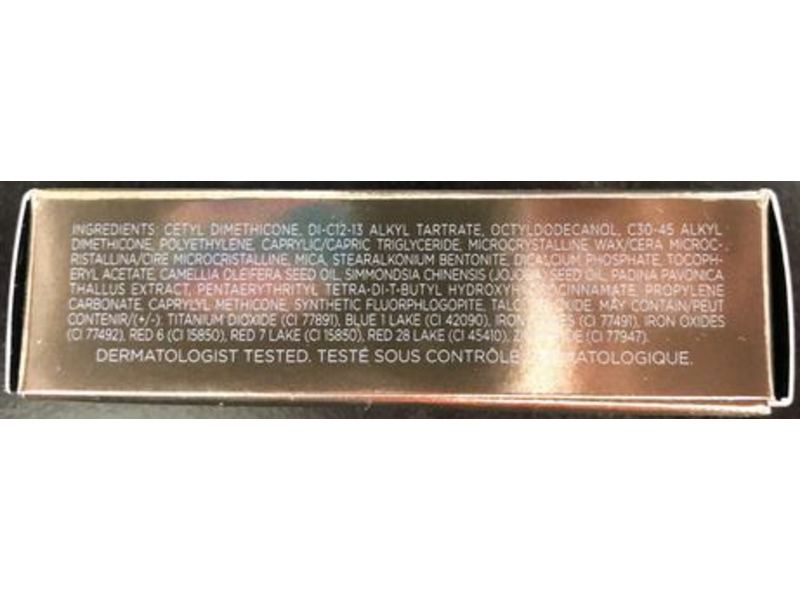 INGREDIENTS: CETYL DIMETHICONE, DI-C12-13 ALKYL TARTRATE, OCTYLDODECANOL, C30-45 ALKYL
DIMETHICONE, POLYETHYLENE, CAPRYLIC/CAPRIC TRIGLYCERIDE, MICROCRYSTALLINE WAX/CERA MICROC-
RISTALLINA/CIRE MICROCRISTALLINE, MICA, STEARALKONIUM BENTONITE, DICALCIUM PHOSPHATE, TOCOPH-
ERYL ACETATE, CAMELLIA OLEIFERA SEED OIL, SIMMONDSIA CHINENSIS (JOJOBA) SEED OIL, PADINA PAVONICA
THALLUS EXTRACT, PENTAERYTHRITYL TETRA-DI-T-BUTYL HYDROXYHYDROCINNAMATE, PROPYLENE
CARBONATE, CAPRYLYL METHICONE, SYNTHETIC FLUORPHLOGOPITE, TALC, MAY CONTAIN/PEUT
CONTENIR/(+/-): TITANIUM DIOXIDE (CI 77891), BLUE 1 LAKE (CI 42090), IRON (CI 77491), IRON OXIDES
(CI 77492), RED 6 (CI 15850), RED 7 LAKE (CI 15850), RED 28 LAKE (CI 45410), (CI 77947).
DERMATOLOGIST TESTED. TESTÉ SOUS CONTRÔLE DERMATOLOGIQUE.